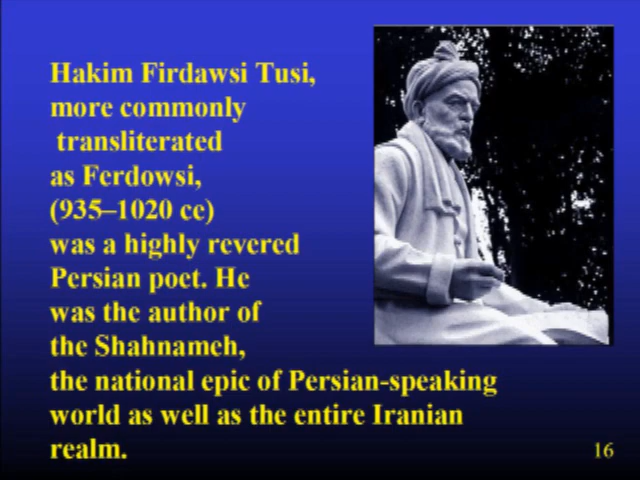 Hakim Firdawsi Tusi,
more commonly
transliterated
as Ferdowsi,
(935–1020 ce)
was a highly revered
Persian poet. He
was the author of
the Shahnameh,
the national epic of Persian-speaking
world as well as the entire Iranian
realm.
16